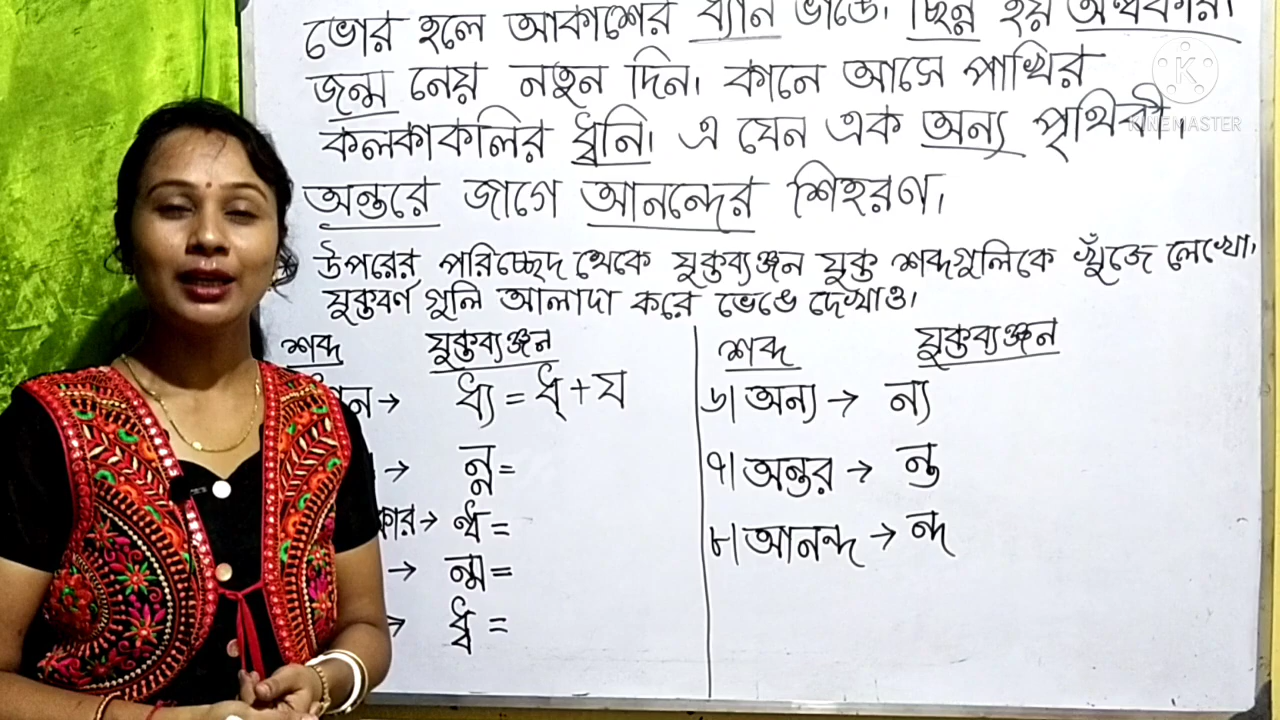 ভোর হলে আকাশের ধ্যান ভাঙে। ছিন্ন হয় অন্ধকার।
জন্ম নেয় নতুন দিন। কানে আসে পাখির
কলকাকলির ধ্বনি। এ যেন এক অন্য পৃথিবী।
অন্তরে জাগে আনন্দের শিহরণ।
উপরের পরিচ্ছেদ থেকে যুক্তব্যঞ্জন যুক্ত শব্দগুলিকে খুঁজে লেখো।
যুক্তবর্ণ গুলি আলাদা করে ভেঙে দেখাও।
শব্দ যুক্তব্যঞ্জন
→ ধ্য = ধ্ + য
→ ন্ন =
কার → ন্ধ =
→ ন্ম =
→ ধ্ব =
শব্দ যুক্তব্যঞ্জন
৬। অন্য → ন্য
৭। অন্তর → ন্ত
৮। আনন্দ → ন্দ
K
KINEMASTER